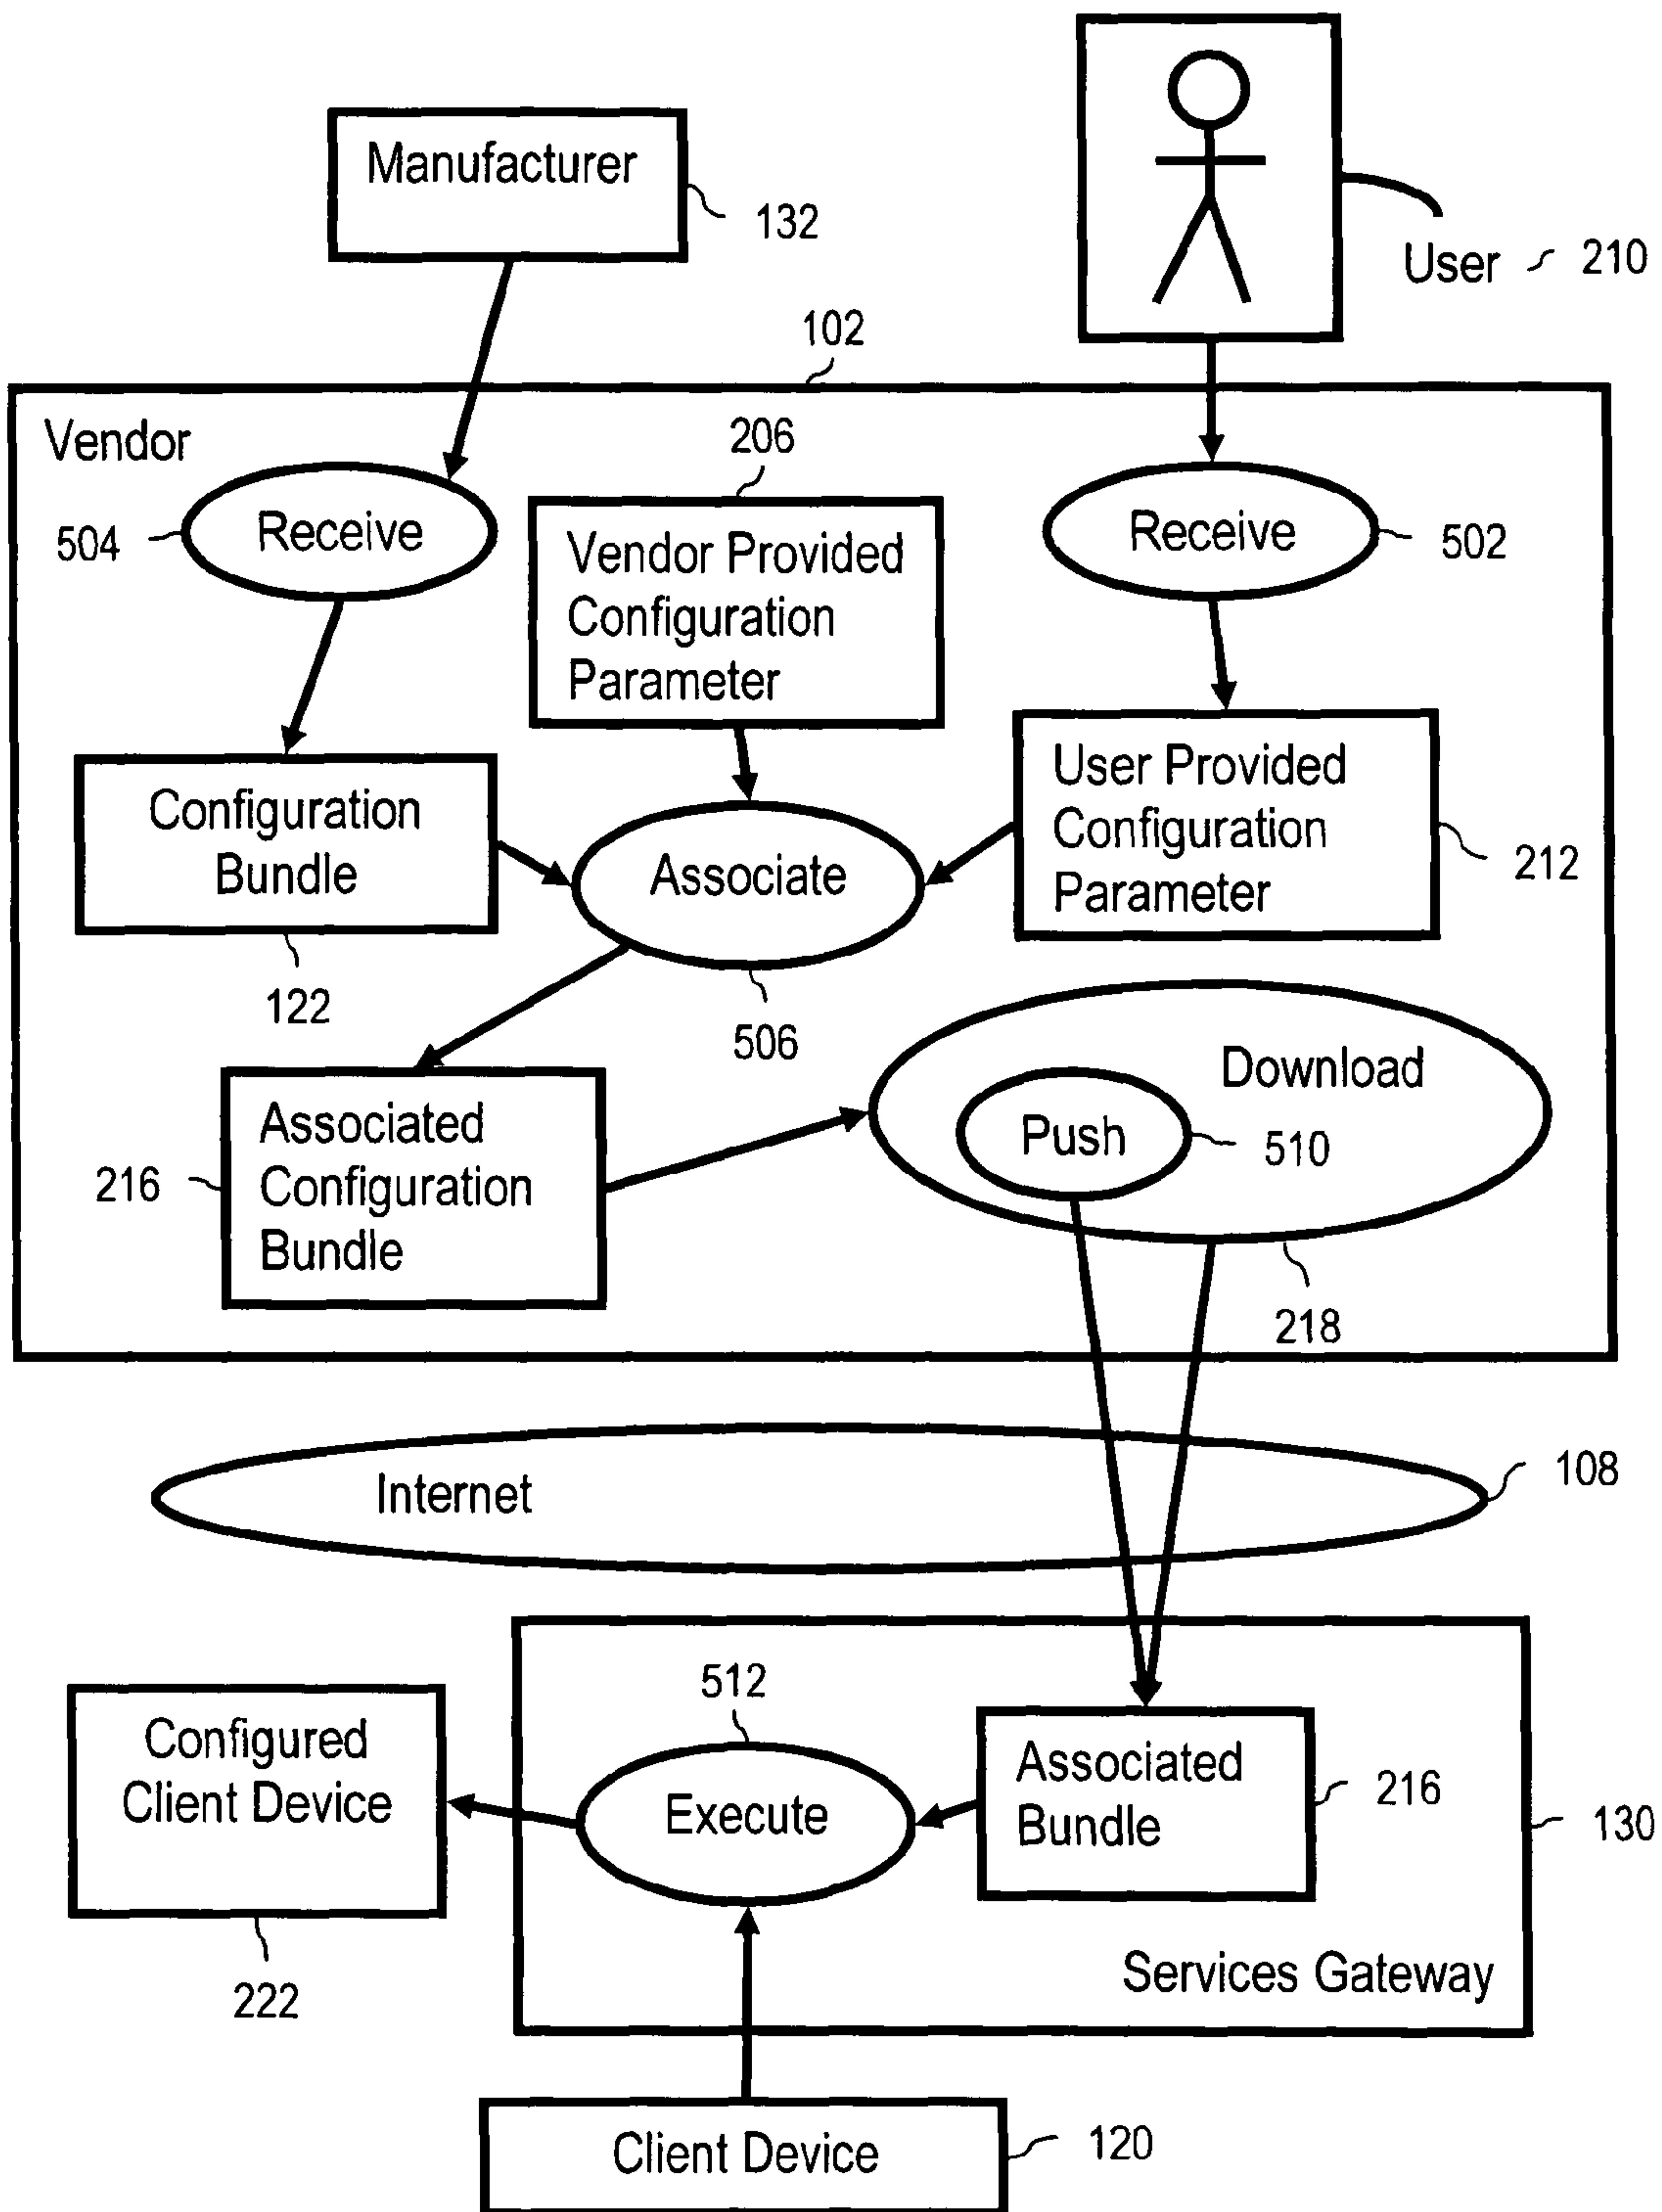 Manufacturer
132
User 210
102
Vendor
206
504
Receive
Vendor Provided
Configuration
Parameter
Receive
502
Configuration
Bundle
122
Associate
506
User Provided
Configuration
Parameter
212
216
Associated
Configuration
Bundle
Download
Push
510
218
Internet
108
Configured
Client Device
222
512
Execute
Associated
Bundle
216
130
Services Gateway
Client Device
120